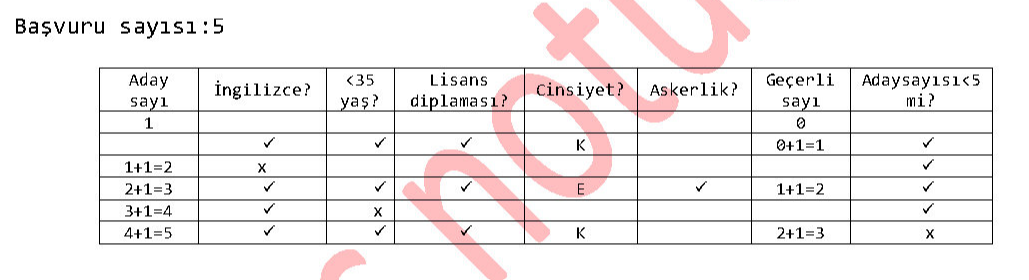 Başvuru sayısı:5
Aday sayı İngilizce? <35 yaş? Lisans diplaması? Cinsiyet? Askerlik? Geçerli sayı Adaysayısı<5 mi?
1 0
✓ ✓ ✓ K 0+1=1 ✓
1+1=2 x ✓
2+1=3 ✓ ✓ ✓ E ✓ 1+1=2 ✓
3+1=4 ✓ x ✓
4+1=5 ✓ ✓ ✓ K 2+1=3 x
notu